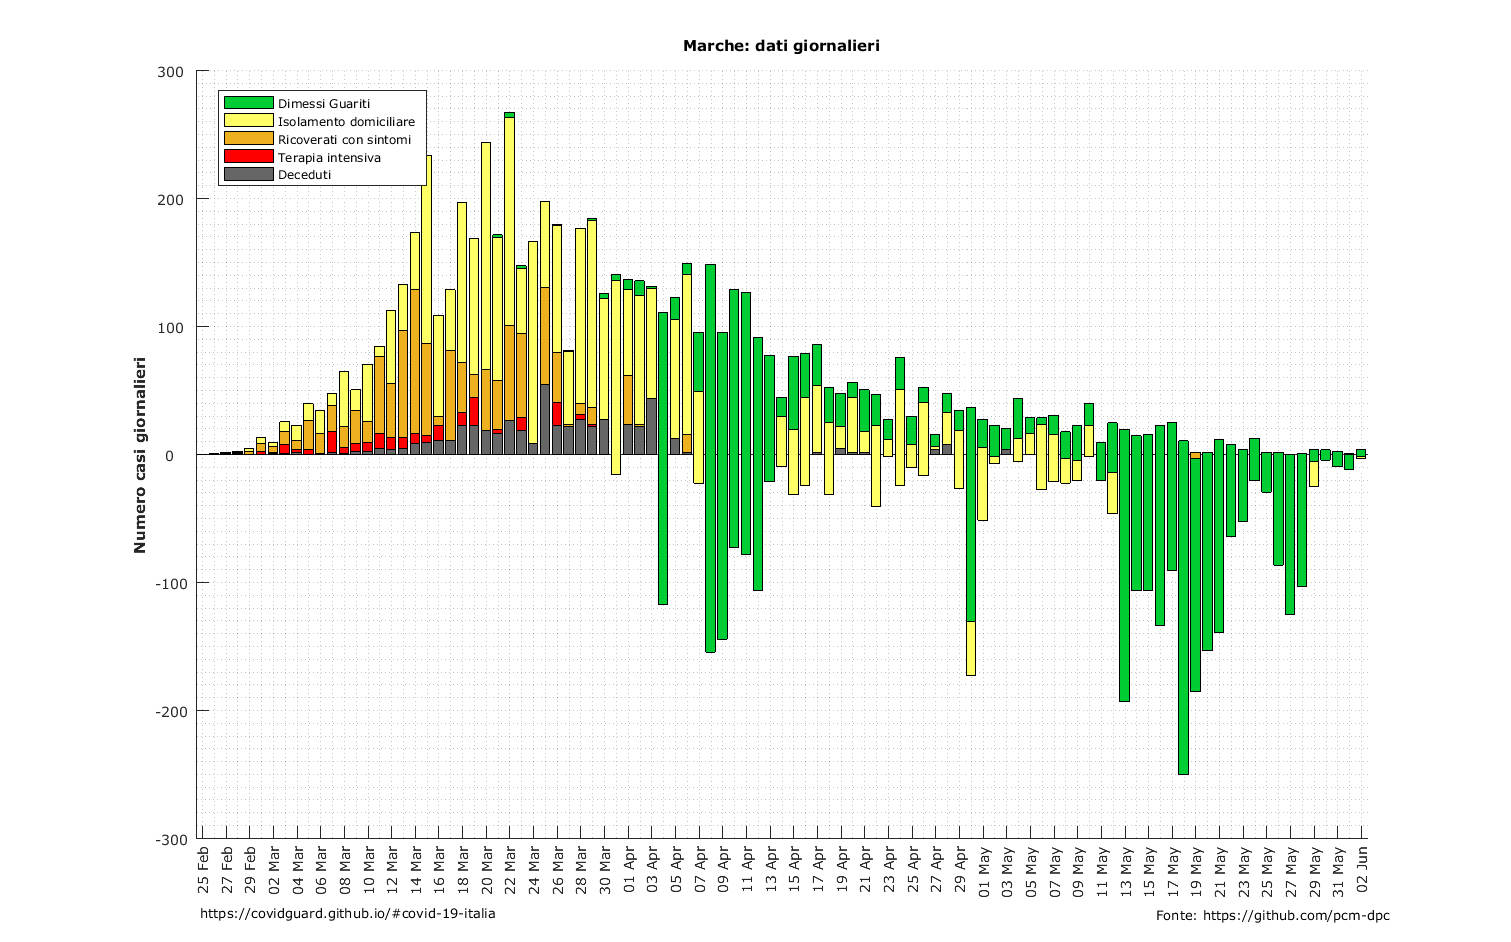 Marche: dati giornalieri
Dimessi Guariti
Isolamento domiciliare
Ricoverati con sintomi
Terapia intensiva
Deceduti
Numero casi giornalieri
300
200
100
0
-100
-200
-300
25 Feb
27 Feb
29 Feb
02 Mar
04 Mar
06 Mar
08 Mar
10 Mar
12 Mar
14 Mar
16 Mar
18 Mar
20 Mar
22 Mar
24 Mar
26 Mar
28 Mar
30 Mar
01 Apr
03 Apr
05 Apr
07 Apr
09 Apr
11 Apr
13 Apr
15 Apr
17 Apr
19 Apr
21 Apr
23 Apr
25 Apr
27 Apr
29 Apr
01 May
03 May
05 May
07 May
09 May
11 May
13 May
15 May
17 May
19 May
21 May
23 May
25 May
27 May
29 May
31 May
02 Jun
https://covidguard.github.io/#covid-19-italia
Fonte: https://github.com/pcm-dpc